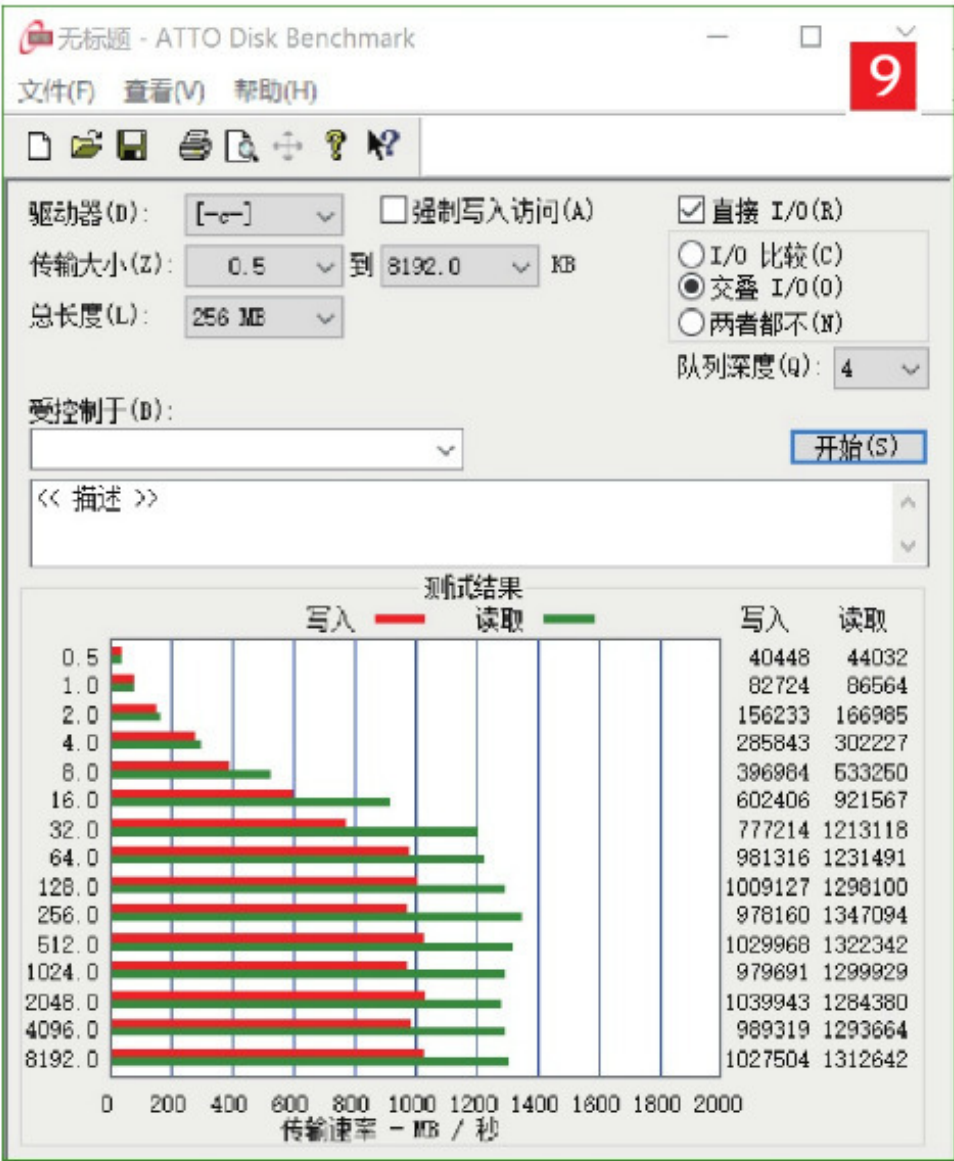 无标题 - ATTO Disk Benchmark
9
文件(F) 查看(V) 帮助(H)
驱动器(D): [-c-] 强制写入访问(A) 直接 I/O(R)
传输大小(Z): 0.5 到 8192.0 KB I/O 比较(C)
交叠 I/O(O)
总长度(L): 256 MB 两者都不(N)
队列深度(Q): 4
受控制于(B):
开始(S)
<< 描述 >>
测试结果
写入 读取 写入 读取
0.5 40448 44032
1.0 82724 86564
2.0 156233 166985
4.0 285843 302227
8.0 396984 533250
16.0 602406 921567
32.0 777214 1213118
64.0 981316 1231491
128.0 1009127 1298100
256.0 978160 1347094
512.0 1029968 1322342
1024.0 979691 1299929
2048.0 1039943 1284380
4096.0 989319 1293664
8192.0 1027504 1312642
0 200 400 600 800 1000 1200 1400 1600 1800 2000
传输速率 - MB / 秒